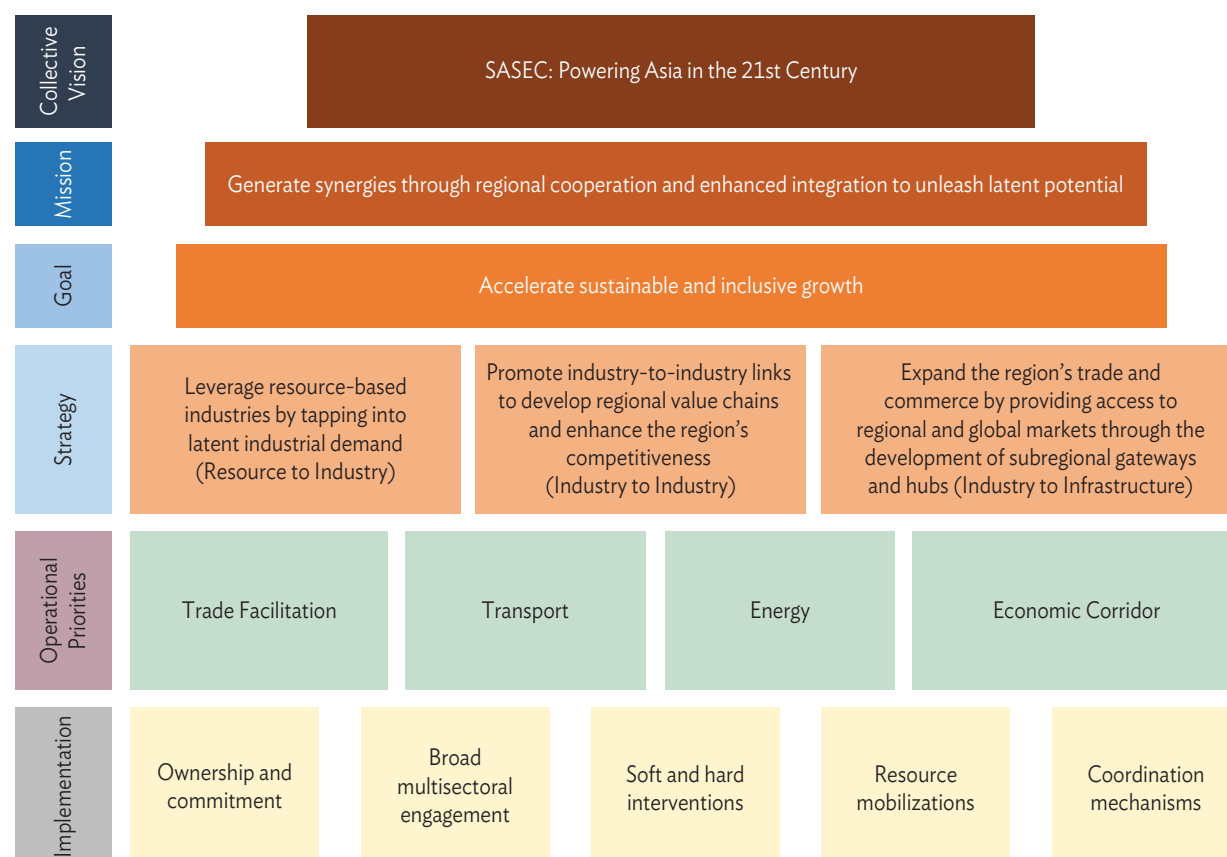 Collective
Vision
SASEC: Powering Asia in the 21st Century
Mission
Generate synergies through regional cooperation and enhanced integration to unleash latent potential
Goal
Accelerate sustainable and inclusive growth
Strategy
Leverage resource-based
industries by tapping into
latent industrial demand
(Resource to Industry)
Promote industry-to-industry links
to develop regional value chains
and enhance the region’s
competitiveness
(Industry to Industry)
Expand the region’s trade and
commerce by providing access to
regional and global markets through the
development of subregional gateways
and hubs (Industry to Infrastructure)
Operational
Priorities
Trade Facilitation
Transport
Energy
Economic Corridor
Implementation
Ownership and
commitment
Broad
multisectoral
engagement
Soft and hard
interventions
Resource
mobilizations
Coordination
mechanisms